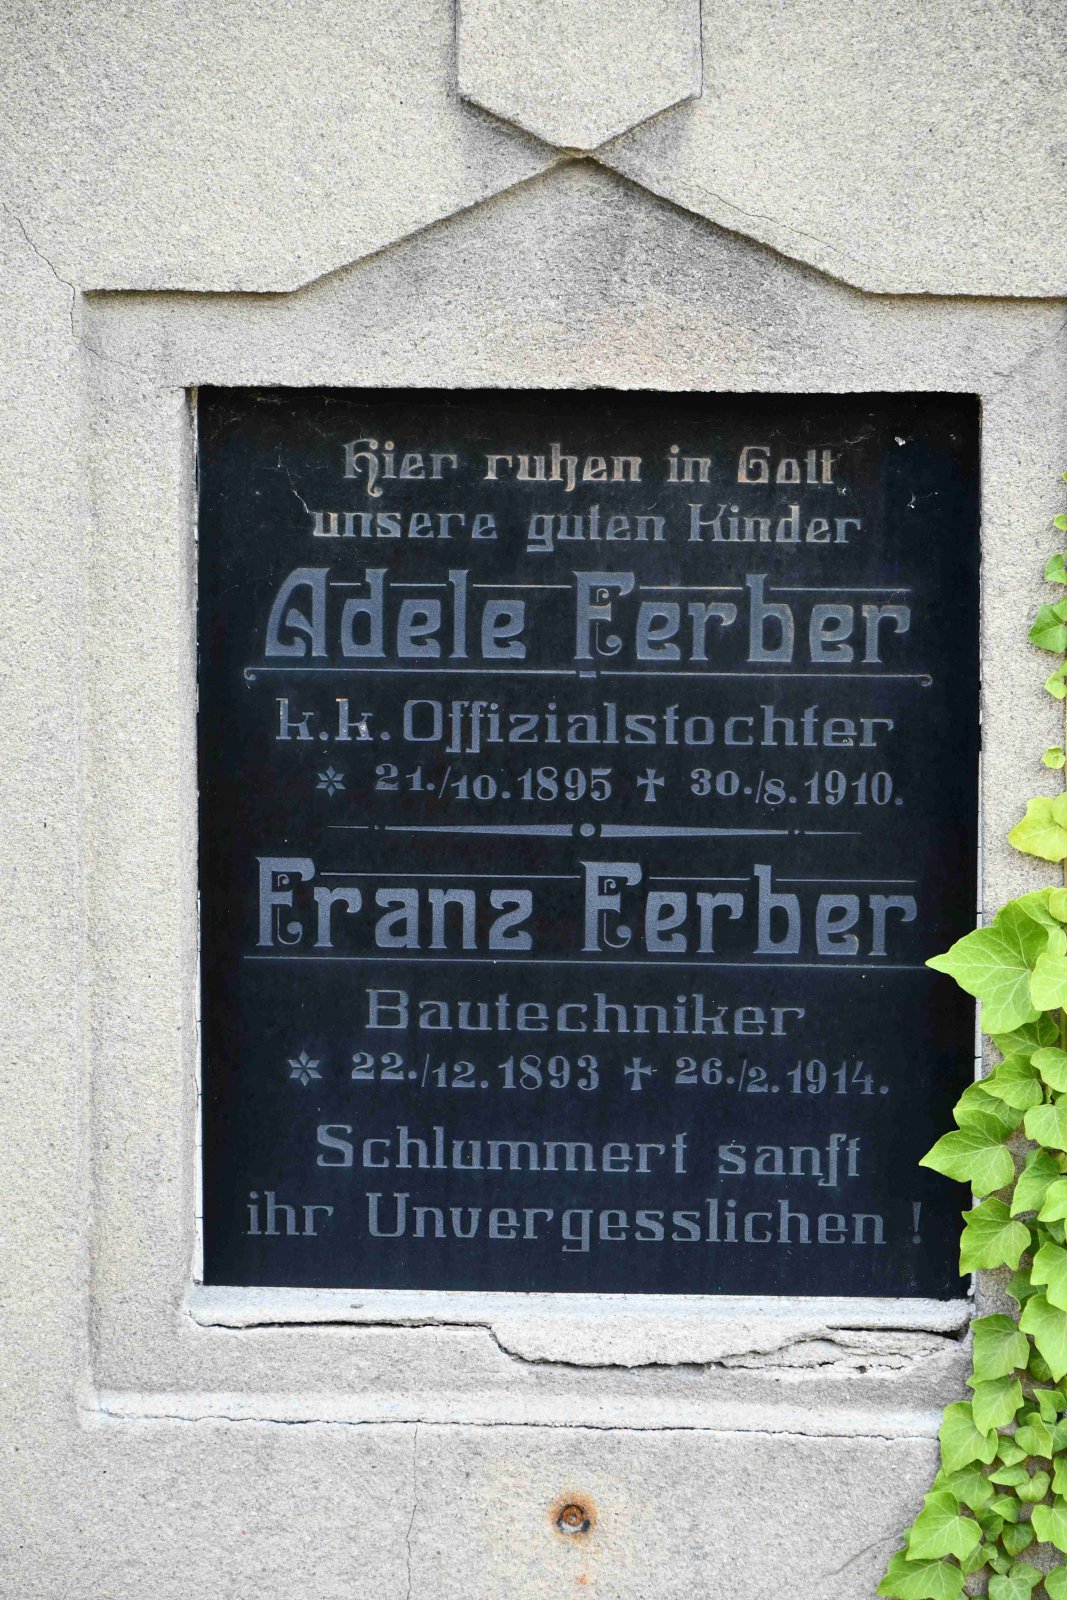 Hier ruhen in Gott
unsere guten Kinder
Adele Ferber
k.k. Offizialstochter
* 21./10. 1895 ✝ 30./8. 1910.
Franz Ferber
Bautechniker
* 22./12. 1893 ✝ 26./2. 1914.
Schlummert sanft
ihr Unvergesslichen !